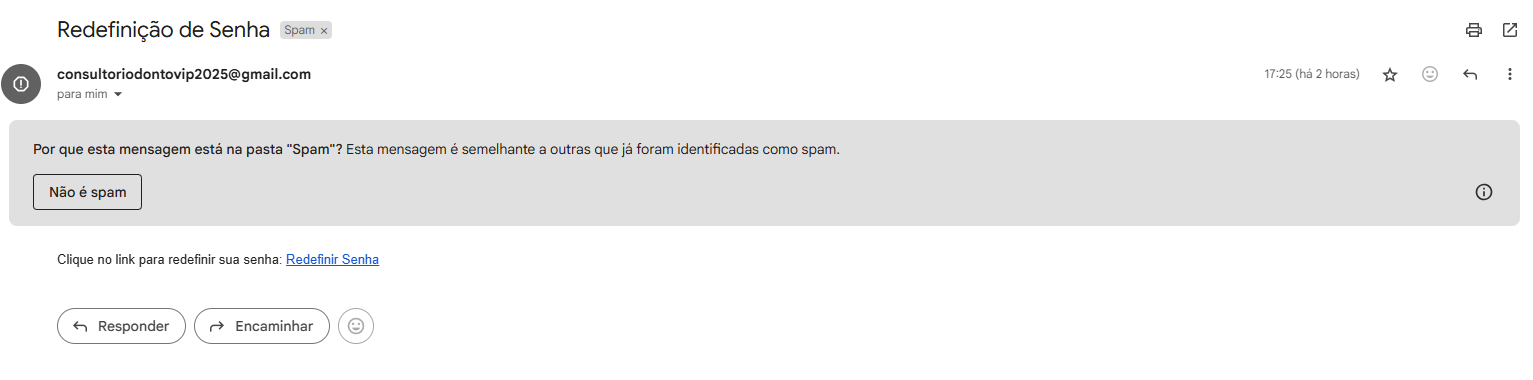 Redefinição de Senha Spam ×
consultoriodontovip2025@gmail.com 17:25 (há 2 horas)
para mim
Por que esta mensagem está na pasta "Spam"? Esta mensagem é semelhante a outras que já foram identificadas como spam.
Não é spam
Clique no link para redefinir sua senha: Redefinir Senha
Responder Encaminhar